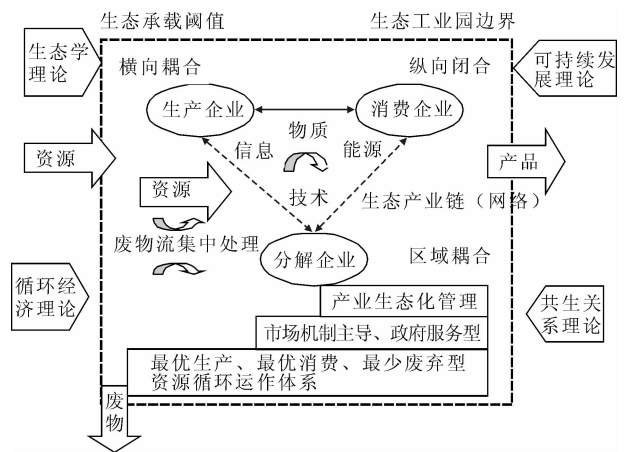 生态承载阈值
生态工业园边界
生态学
理论
横向耦合
纵向闭合
可持续发
展理论
生产企业
消费企业
物质
信息
能源
资源
产品
资源
技术
生态产业链（网络）
废物流集中处理
分解企业
区域耦合
循环经
济理论
产业生态化管理
共生关
系理论
市场机制主导、政府服务型
最优生产、最优消费、最少废弃型
资源循环运作体系
废
物